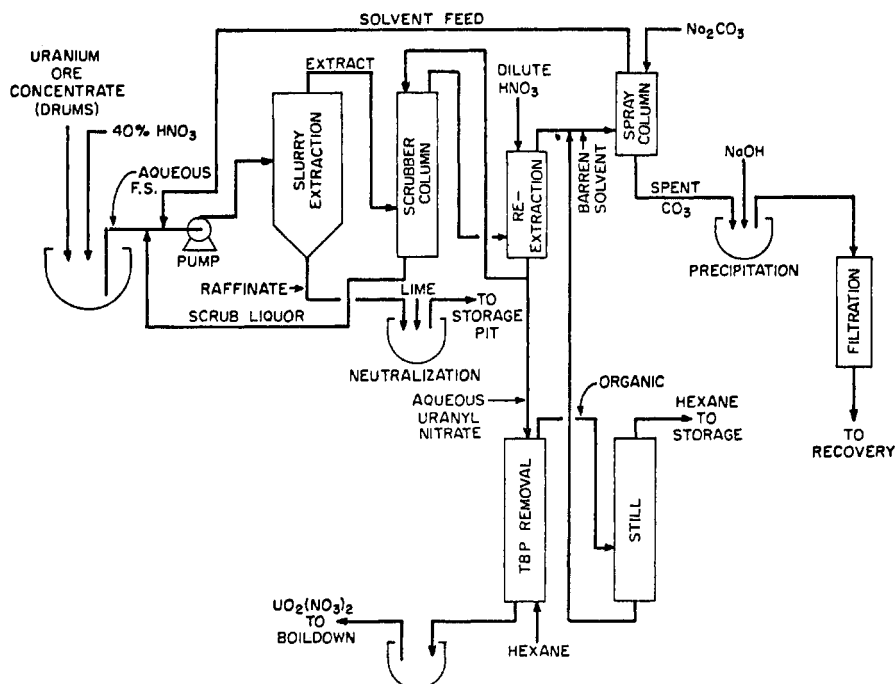 SOLVENT FEED
Na2CO3
URANIUM
ORE
CONCENTRATE
(DRUMS)
40% HNO3
AQUEOUS
F.S.
PUMP
EXTRACT
SLURRY
EXTRACTION
SCRUBBER
COLUMN
DILUTE
HNO3
RE-
EXTRACTION
BARREN
SOLVENT
SPRAY
COLUMN
NaOH
SPENT
CO3
PRECIPITATION
FILTRATION
TO
RECOVERY
RAFFINATE
LIME
TO
STORAGE
PIT
SCRUB LIQUOR
NEUTRALIZATION
AQUEOUS
URANYL
NITRATE
ORGANIC
HEXANE
TO
STORAGE
TBP REMOVAL
STILL
UO2(NO3)2
TO
BOILDOWN
HEXANE